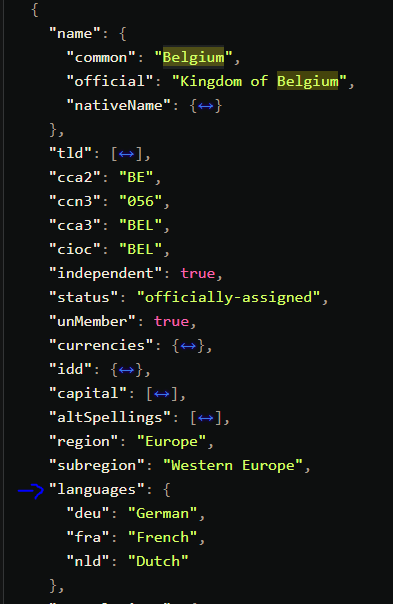 {
"name": {
"common": "Belgium",
"official": "Kingdom of Belgium",
"nativeName": {↔}
},
"tld": [↔],
"cca2": "BE",
"ccn3": "056",
"cca3": "BEL",
"cioc": "BEL",
"independent": true,
"status": "officially-assigned",
"unMember": true,
"currencies": {↔},
"idd": {↔},
"capital": [↔],
"altSpellings": [↔],
"region": "Europe",
"subregion": "Western Europe",
"languages": {
"deu": "German",
"fra": "French",
"nld": "Dutch"
},